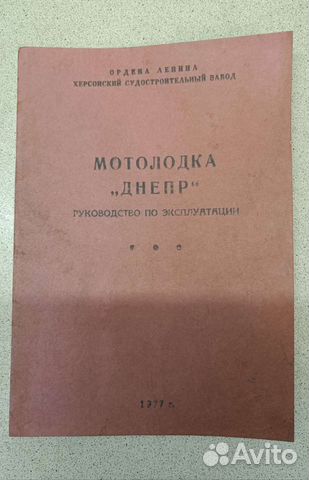 ОРДЕНА ЛЕНИНА
ХЕРСОНСКИЙ СУДОСТРОИТЕЛЬНЫЙ ЗАВОД
МОТОЛОДКА
„ДНЕПР“
РУКОВОДСТВО ПО ЭКСПЛУАТАЦИИ
1977 г.
Avito